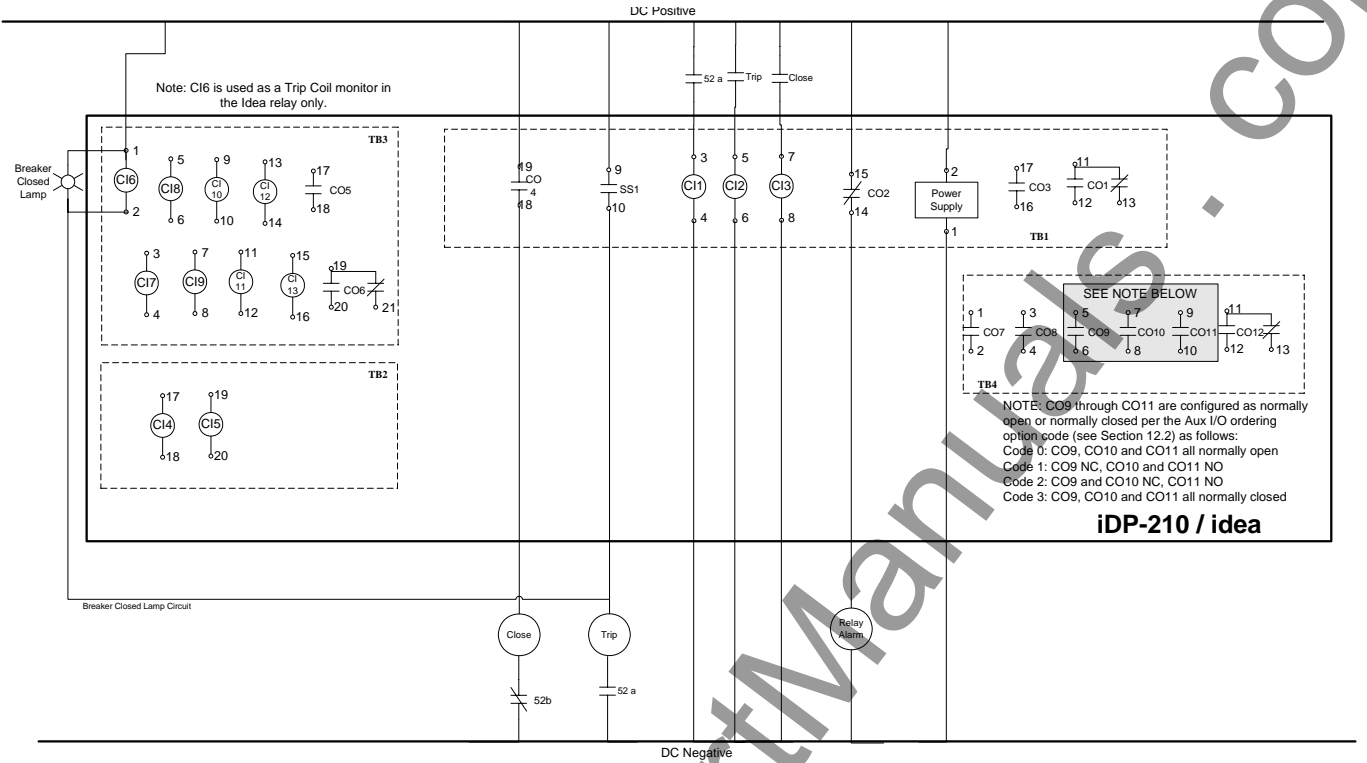 DC Positive
Note: CI6 is used as a Trip Coil monitor in
the Idea relay only.
52 a
Trip
Close
Breaker
Closed
Lamp
TB3
1
CI6
2
5
CI8
6
9
CI
10
10
13
CI
12
14
17
CO5
18
3
CI7
4
7
CI9
8
11
CI
11
12
15
CI
13
16
19
CO6
20
21
TB2
17
CI4
18
19
CI5
20
19
CO
4
18
9
SS1
10
3
CI1
4
5
CI2
6
7
CI3
8
15
CO2
14
2
Power
Supply
1
17
CO3
16
11
CO1
12
13
TB1
SEE NOTE BELOW
1
CO7
2
3
CO8
4
5
CO9
6
7
CO10
8
9
CO11
10
11
CO12
12
13
TB4
NOTE: CO9 through CO11 are configured as normally
open or normally closed per the Aux I/O ordering
option code (see Section 12.2) as follows:
Code 0: CO9, CO10 and CO11 all normally open
Code 1: CO9 NC, CO10 and CO11 NO
Code 2: CO9 and CO10 NC, CO11 NO
Code 3: CO9, CO10 and CO11 all normally closed
iDP-210 / idea
Breaker Closed Lamp Circuit
Close
Trip
Relay
Alarm
52b
52 a
DC Negative
rtManuals . co